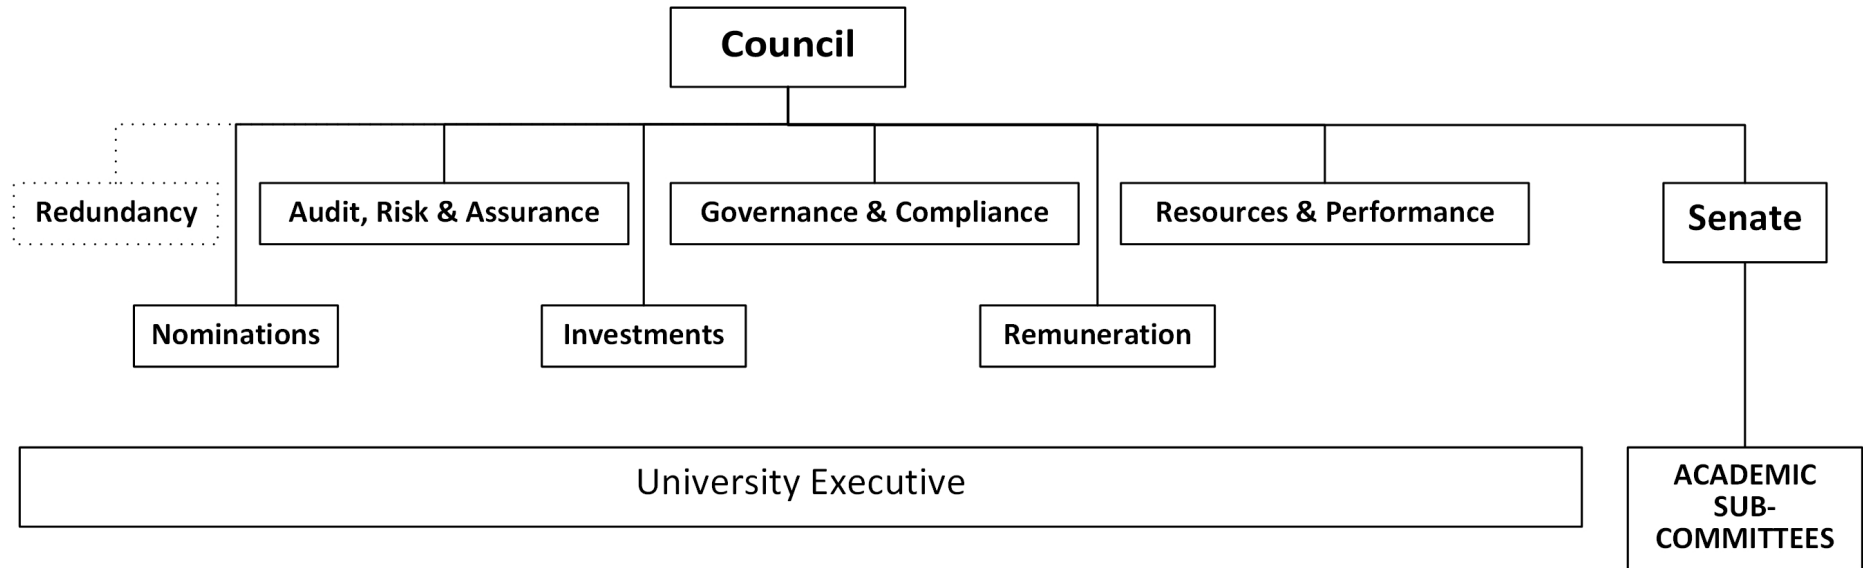 Council
Redundancy
Audit, Risk & Assurance
Governance & Compliance
Resources & Performance
Senate
Nominations
Investments
Remuneration
University Executive
ACADEMIC
SUB-
COMMITTEES